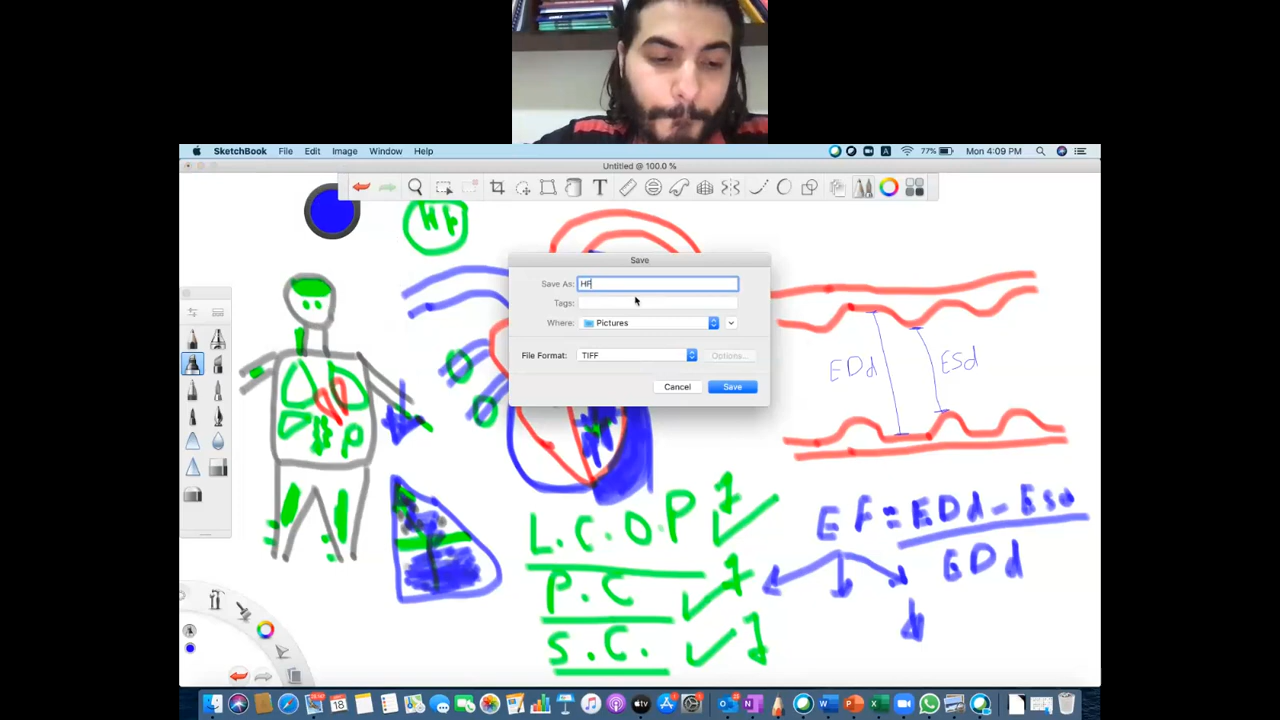 SketchBook File Edit Image Window Help 77% Mon 4:09 PM
Untitled @ 100.0 %
HF
Save
Save As: HF
Tags:
Where: Pictures
File Format: TIFF Options...
Cancel Save
EDd ESd
L.C.O.P
P.C
S.C.
EF = EDd - ESd
EDd